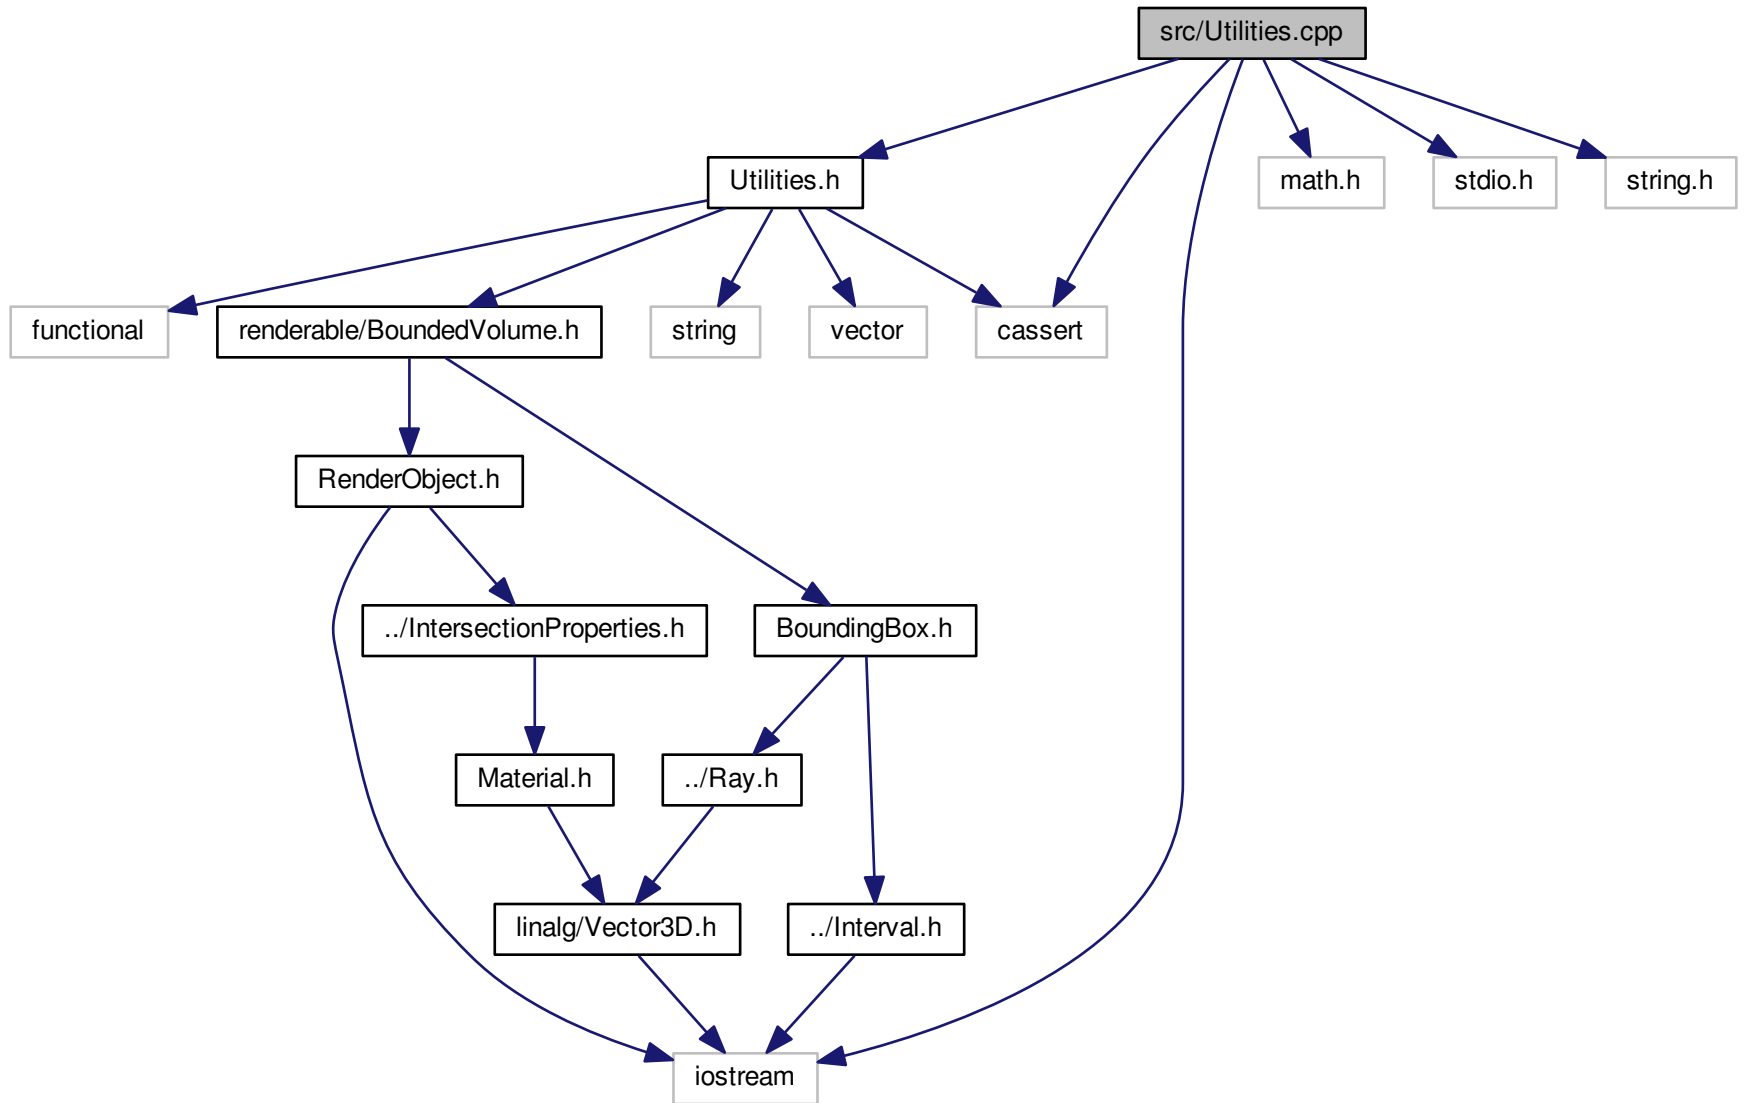 src/Utilities.cpp
Utilities.h
math.h
stdio.h
string.h
functional
renderable/BoundedVolume.h
string
vector
cassert
RenderObject.h
../IntersectionProperties.h
BoundingBox.h
Material.h
../Ray.h
linalg/Vector3D.h
../Interval.h
iostream